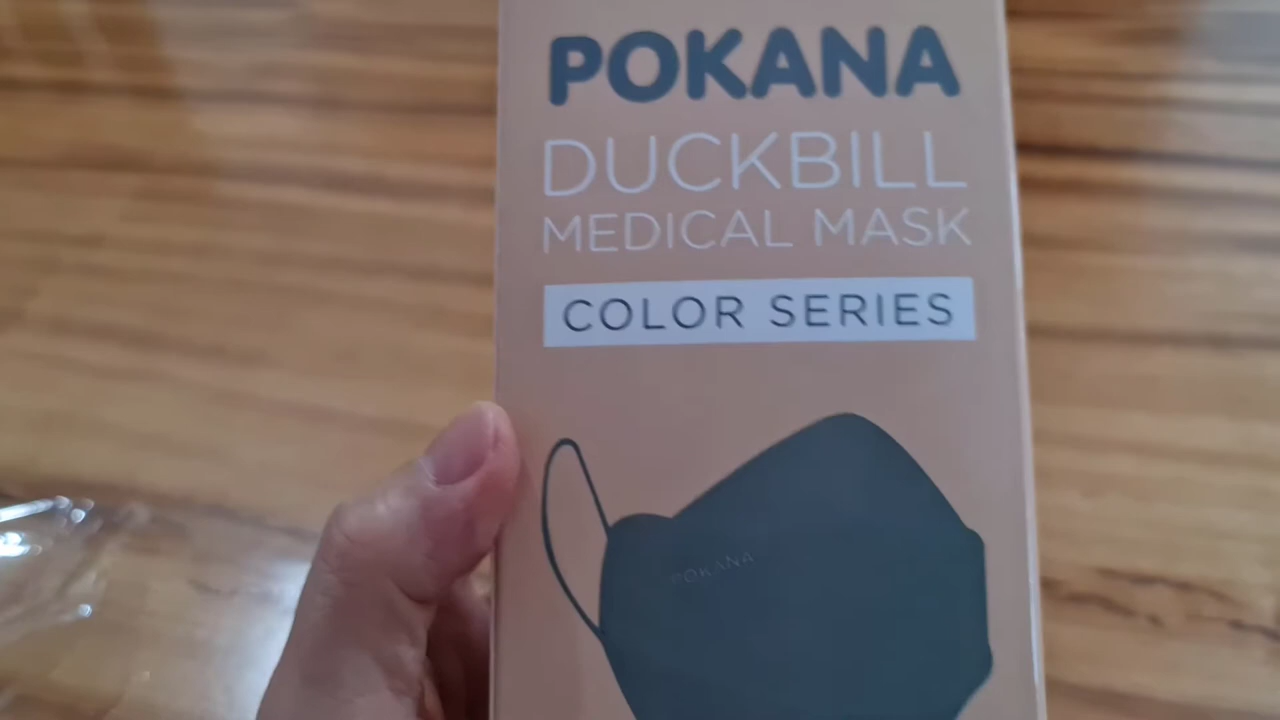 POKANA
DUCKBILL
MEDICAL MASK
COLOR SERIES
POKANA